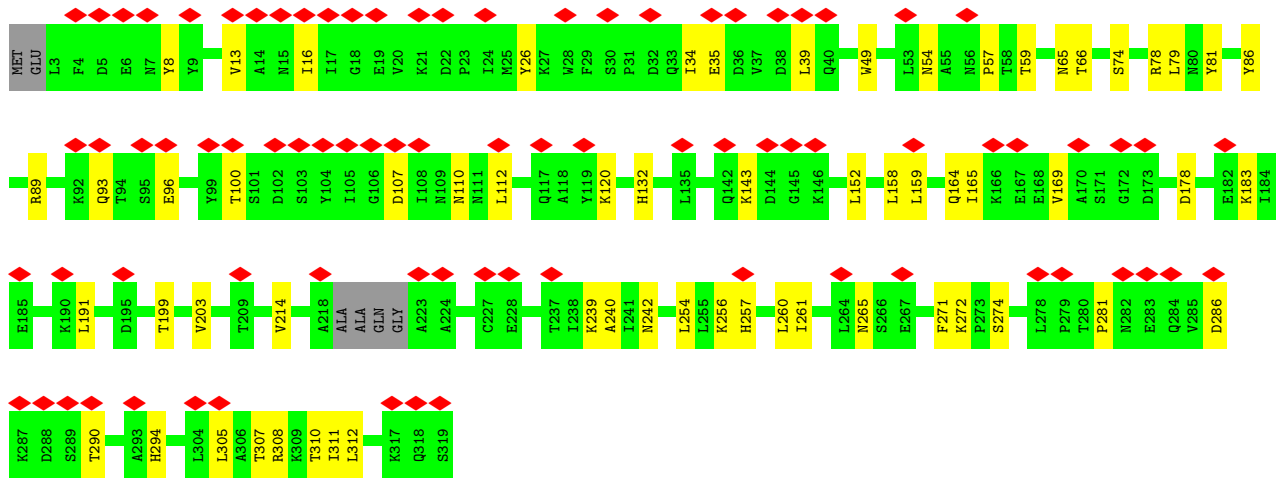 MET GLU L3 F4 D5 E6 N7 Y8 Y9 V13 A14 N15 I16 I17 G18 E19 V20 K21 D22 P23 I24 M25 Y26 K27 W28 F29 S30 P31 D32 Q33 I34 E35 D36 V37 D38 L39 Q40 W49 L53 N54 A55 N56 P57 T58 T59 N65 T66 S74 R78 L79 N80 Y81 Y86
R89 K92 Q93 T94 S95 E96 Y99 T100 S101 D102 S103 Y104 I105 G106 D107 I108 N109 N110 N111 L112 Q117 A118 Y119 K120 H132 L135 Q142 K143 D144 G145 K146 L152 L158 L159 Q164 I165 K166 E167 E168 V169 A170 S171 G172 D173 D178 E182 K183 I184
E185 K190 L191 D195 T199 V203 T209 V214 A218 ALA ALA GLN GLY A223 A224 C227 E228 T237 I238 K239 A240 I241 N242 L254 L255 K256 H257 L260 I261 L264 N265 S266 E267 F271 K272 P273 S274 L278 P279 T280 P281 N282 E283 Q284 V285 D286
K287 D288 S289 T290 A293 H294 L304 L305 A306 T307 R308 K309 T310 I311 L312 K317 Q318 S319